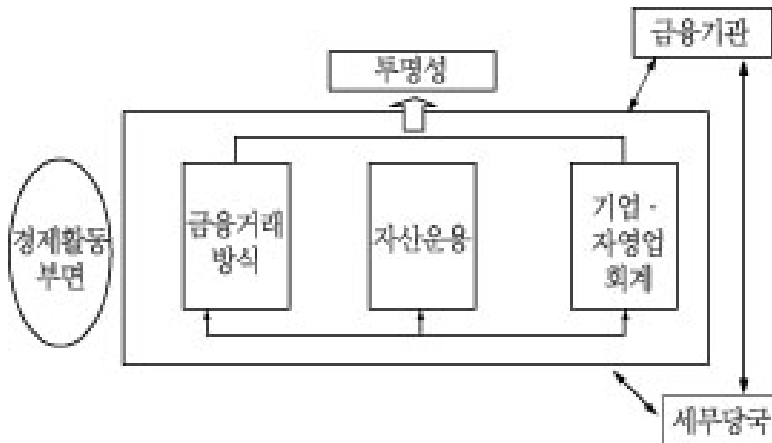 금융기관
투명성
경제활동
부면
금융거래
방식
자산운용
기업·
자영업
회계
세무당국